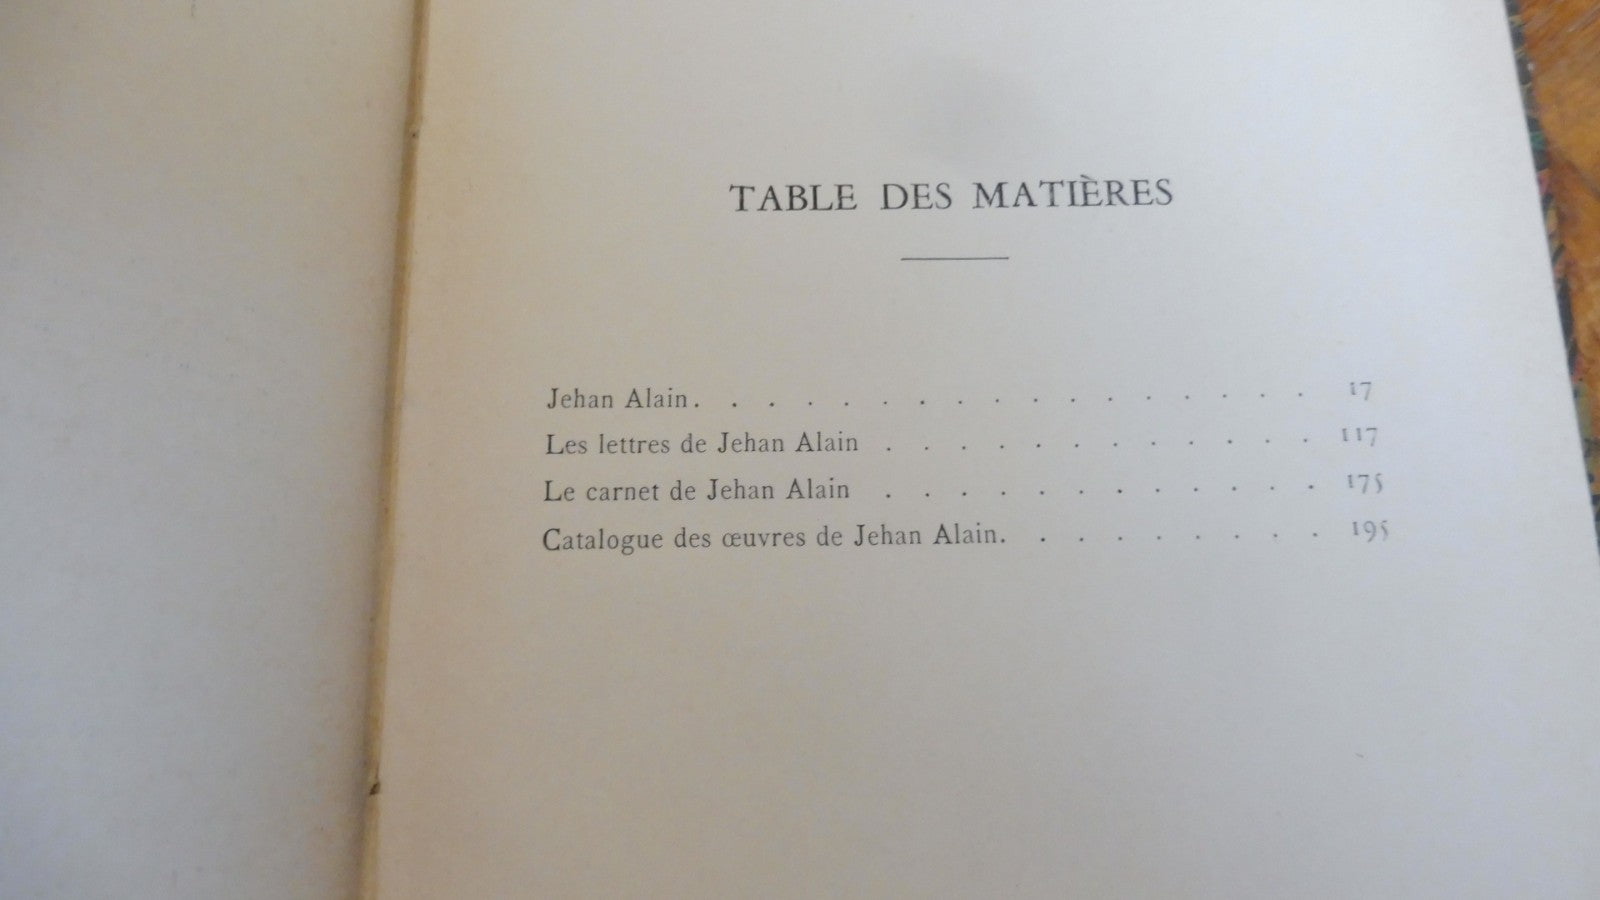 TABLE DES MATIÈRES
Jehan Alain. . . . . . . . . . . . . . . . . 17
Les lettres de Jehan Alain . . . . . . . . . . . . 117
Le carnet de Jehan Alain . . . . . . . . . . . . 175
Catalogue des œuvres de Jehan Alain. . . . . . . . . 195